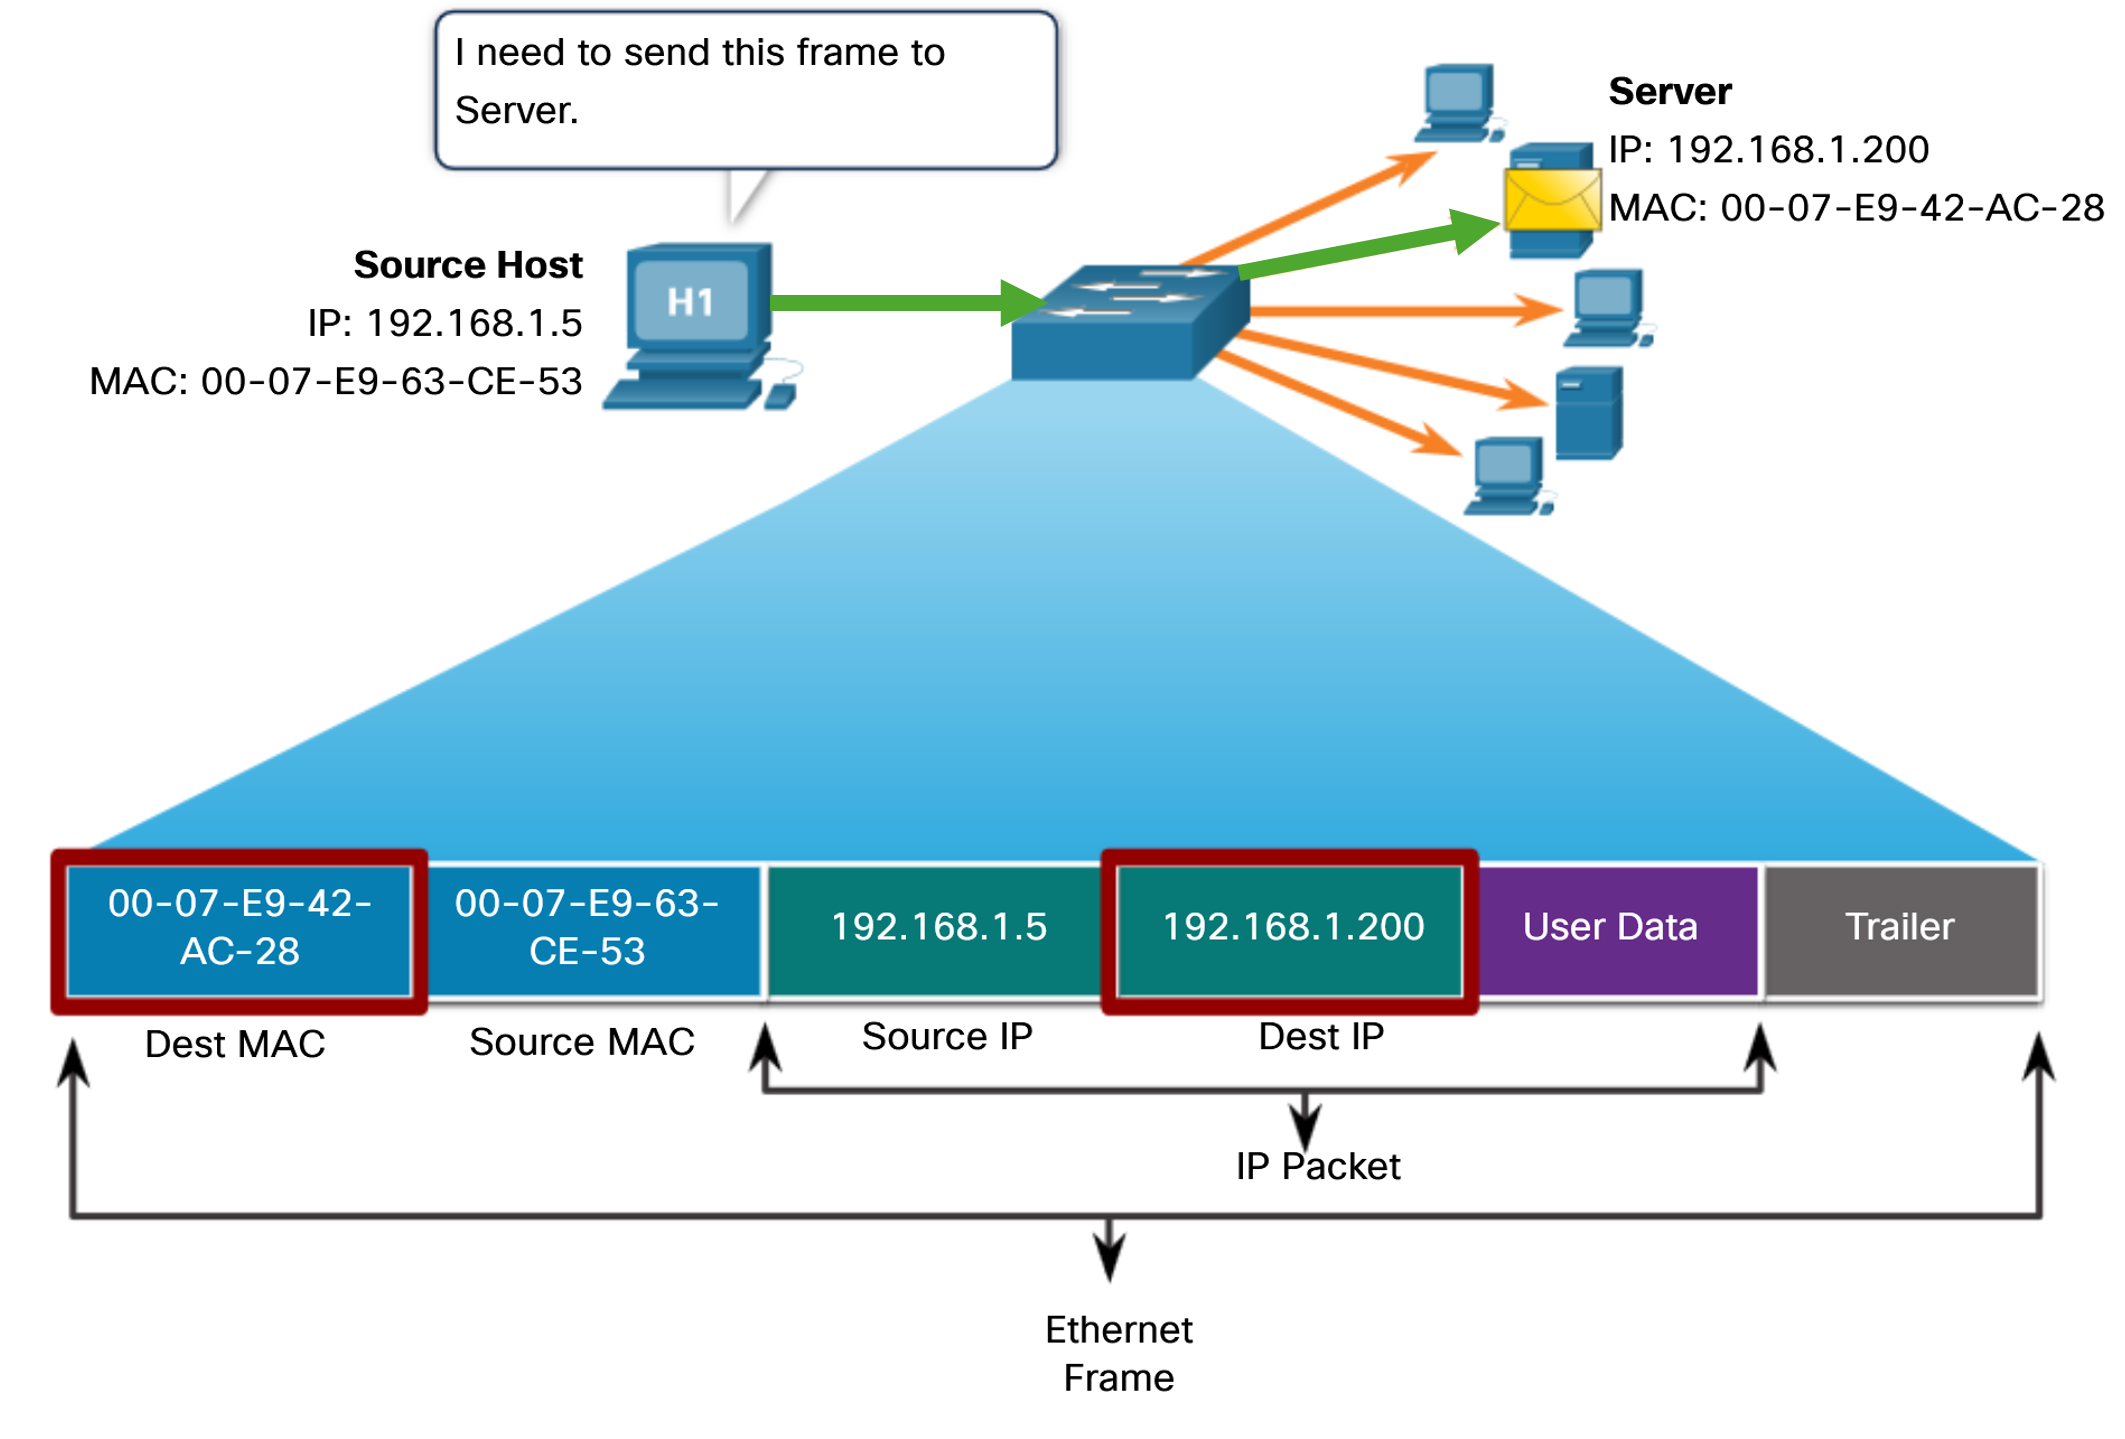 I need to send this frame to
Server.
Server
IP: 192.168.1.200
MAC: 00-07-E9-42-AC-28
Source Host
IP: 192.168.1.5
MAC: 00-07-E9-63-CE-53
H1
00-07-E9-42-
AC-28
00-07-E9-63-
CE-53
192.168.1.5
192.168.1.200
User Data
Trailer
Dest MAC
Source MAC
Source IP
Dest IP
IP Packet
Ethernet
Frame